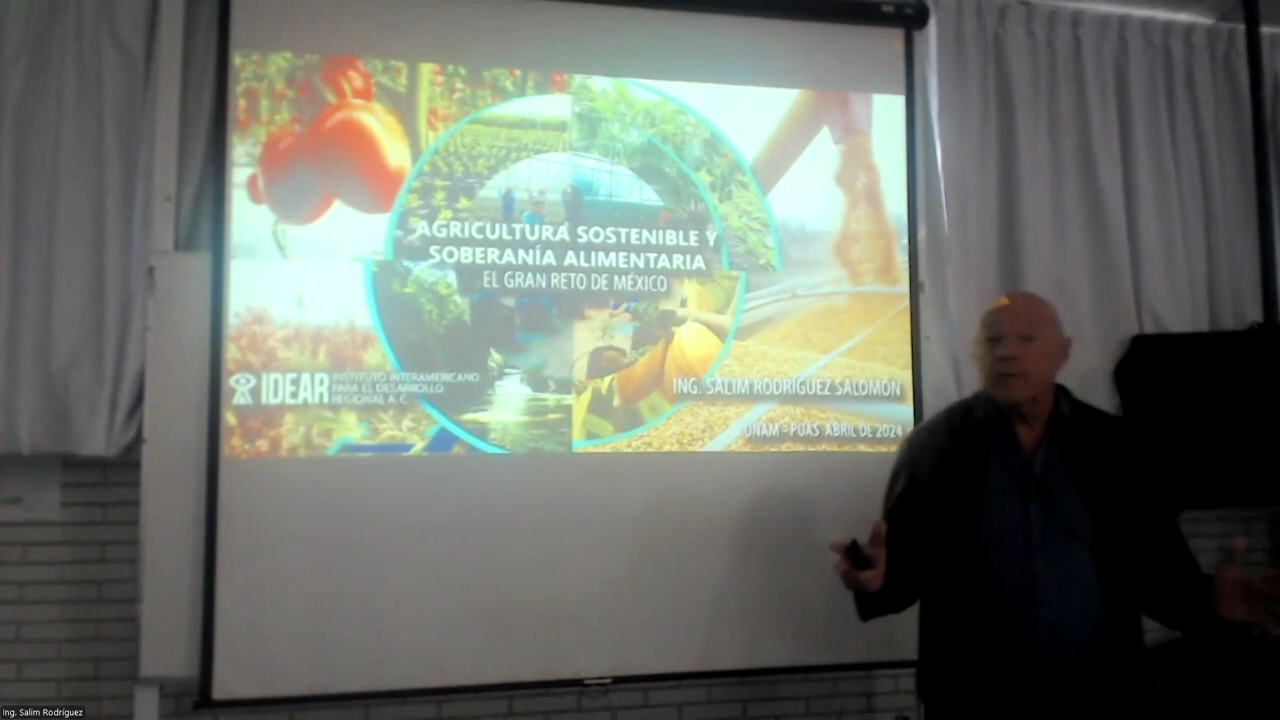 AGRICULTURA SOSTENIBLE Y
SOBERANÍA ALIMENTARIA
EL GRAN RETO DE MÉXICO
IDEAR
INSTITUTO INTERAMERICANO
PARA EL DESARROLLO
REGIONAL A. C.
ING. SALIM RODRÍGUEZ SALOMÓN
UNAM - PUAS ABRIL DE 2024
Ing. Salim Rodríguez